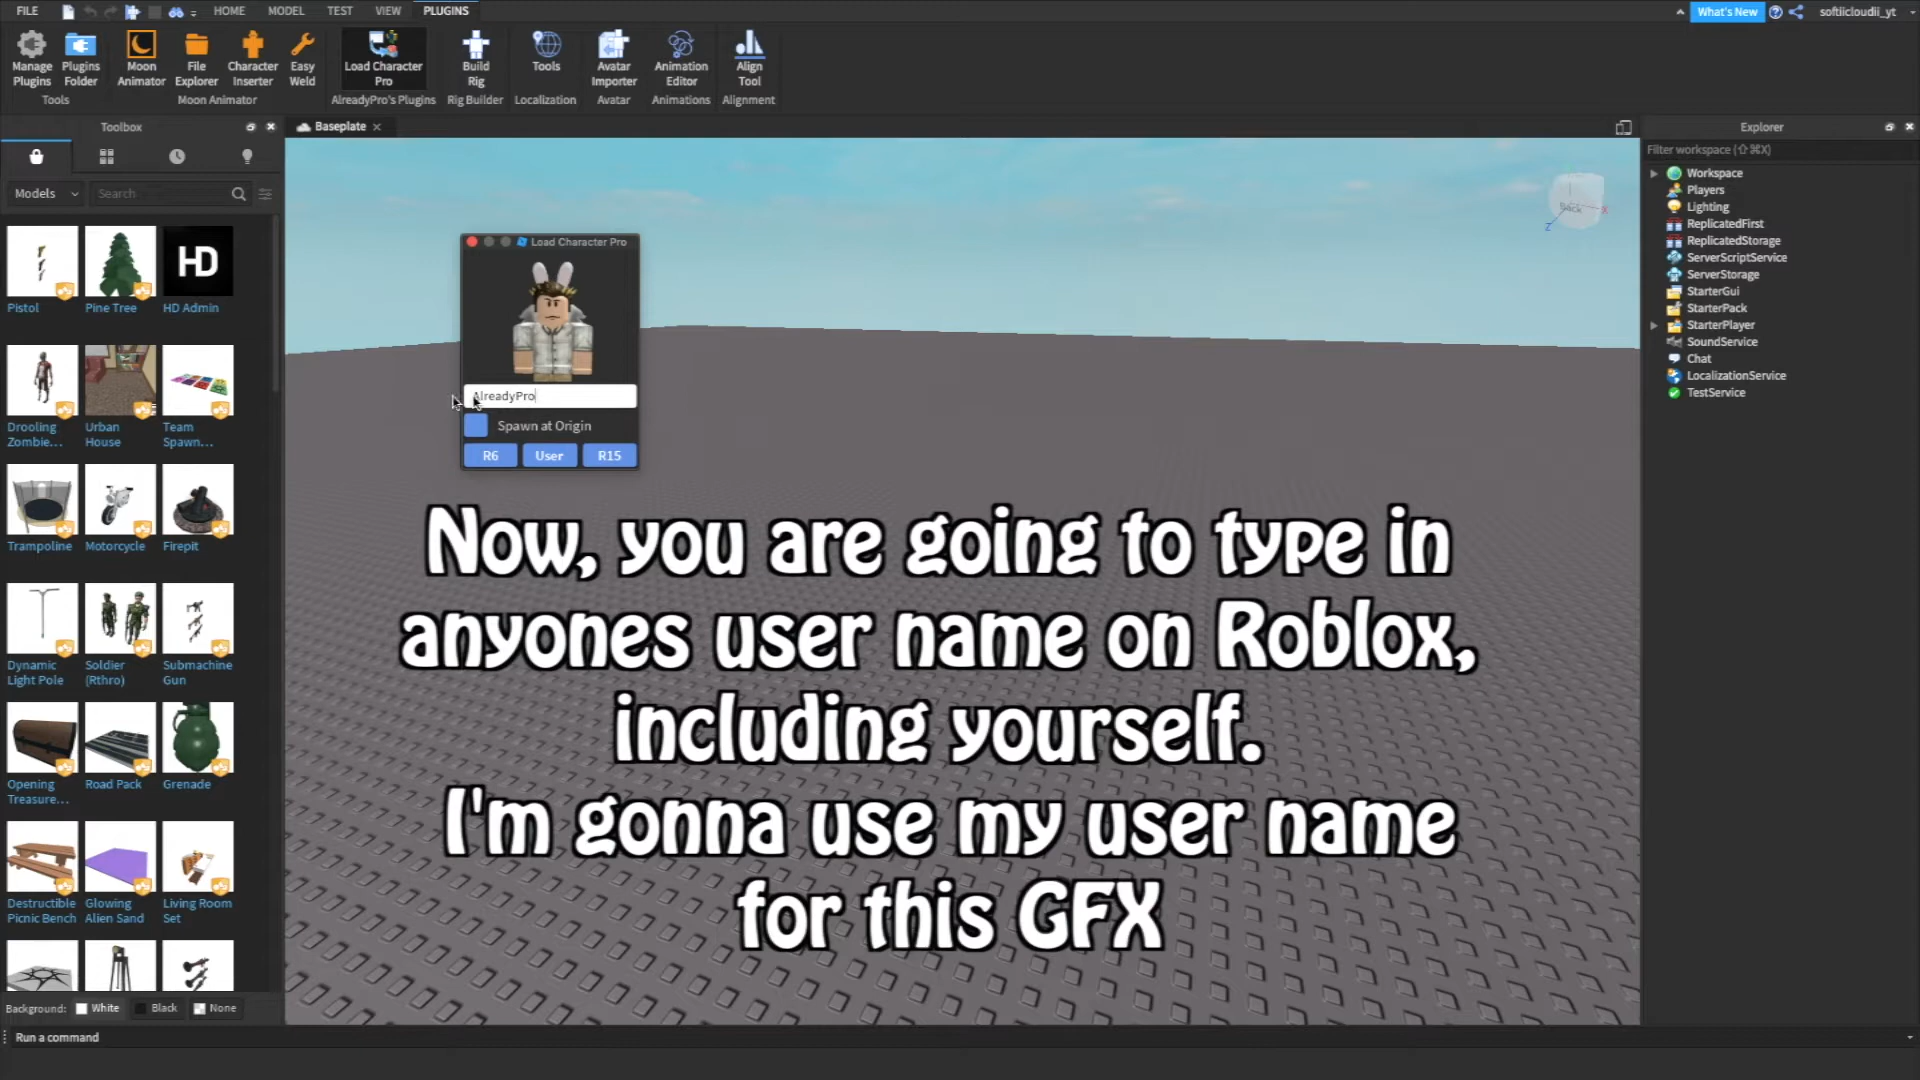 FILE
HOME
MODEL
TEST
VIEW
PLUGINS
What's New
softiicloudii_yt
Manage Plugins
Plugins Folder
Moon Animator
File Explorer
Character Inserter
Easy Weld
Load Character Pro
Build Rig
Tools
Avatar Importer
Animation Editor
Align Tool
Tools
Moon Animator
AlreadyPro's Plugins
Rig Builder
Localization
Avatar
Animations
Alignment
Toolbox
Baseplate
Explorer
Models
Search
Filter workspace (⇧⌘X)
Workspace
Players
Lighting
ReplicatedFirst
ReplicatedStorage
ServerScriptService
ServerStorage
StarterGui
StarterPack
StarterPlayer
SoundService
Chat
LocalizationService
TestService
Back
X
Z
HD
Pistol
Pine Tree
HD Admin
Drooling Zombie...
Urban House
Team Spawn...
Trampoline
Motorcycle
Firepit
Dynamic Light Pole
Soldier (Rthro)
Submachine Gun
Opening Treasure...
Road Pack
Grenade
Destructible Picnic Bench
Glowing Alien Sand
Living Room Set
Load Character Pro
AlreadyPro
Spawn at Origin
R6
User
R15
Now, you are going to type in
anyones user name on Roblox,
including yourself.
I'm gonna use my user name
for this GFX
Background:
White
Black
None
Run a command